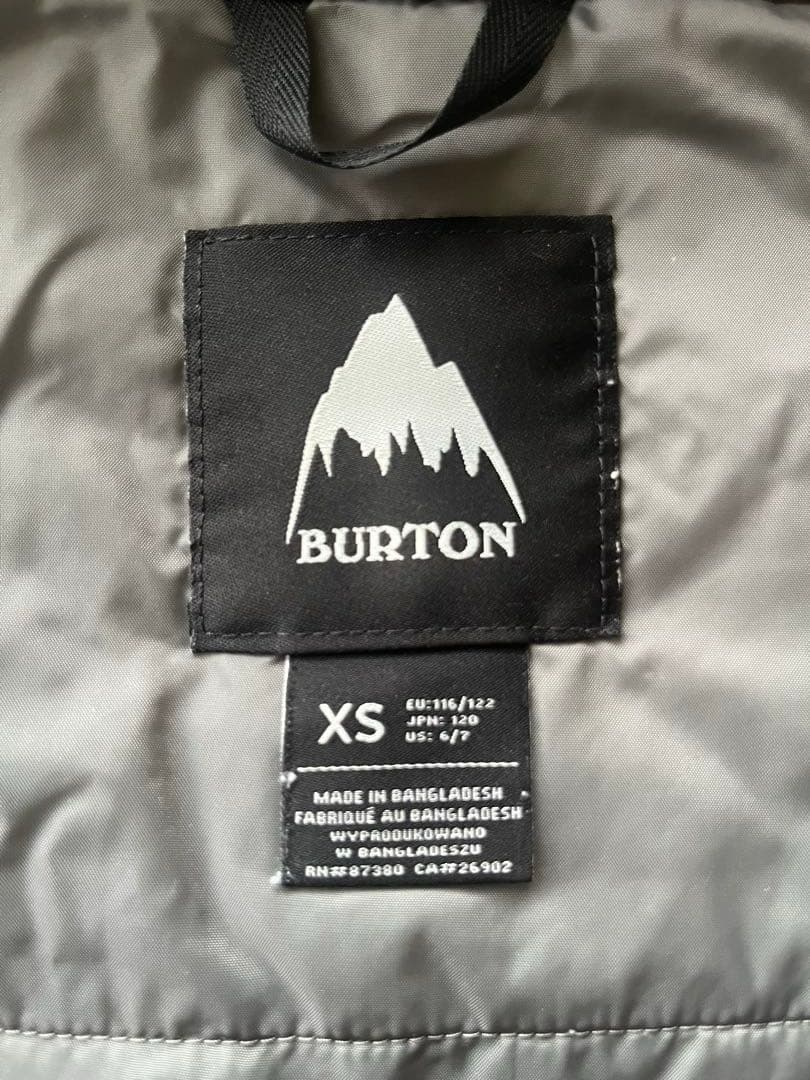 BURTON
XS
EU:116/122
JPN: 120
US: 6/7
MADE IN BANGLADESH
FABRIQUÉ AU BANGLADESH
WYPRODUKOWANO
W BANGLADESZU
RN#87380 CA#26902